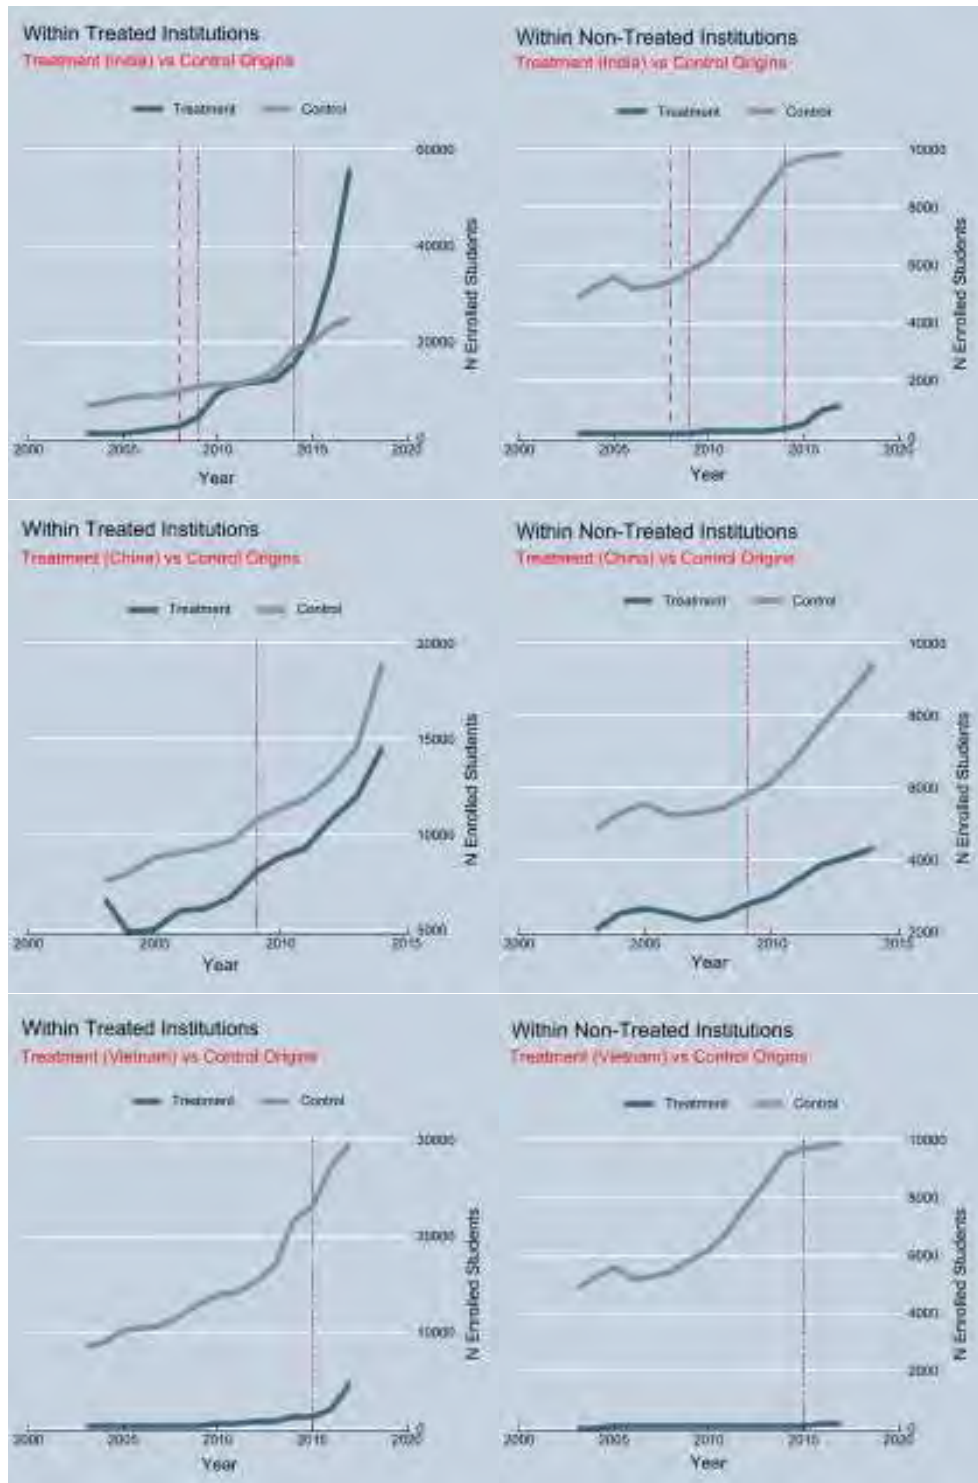 Within Treated Institutions
Treatment (India) vs Control Origins
Treatment Control
60000
40000
20000
0
N Enrolled Students
2000 2005 2010 2015 2020
Year
Within Non-Treated Institutions
Treatment (India) vs Control Origins
Treatment Control
10000
8000
6000
4000
2000
0
N Enrolled Students
2000 2005 2010 2015 2020
Year
Within Treated Institutions
Treatment (China) vs Control Origins
Treatment Control
20000
15000
10000
5000
N Enrolled Students
2000 2005 2010 2015
Year
Within Non-Treated Institutions
Treatment (China) vs Control Origins
Treatment Control
10000
8000
6000
4000
2000
N Enrolled Students
2000 2005 2010 2015
Year
Within Treated Institutions
Treatment (Vietnam) vs Control Origins
Treatment Control
30000
20000
10000
0
N Enrolled Students
2000 2005 2010 2015 2020
Year
Within Non-Treated Institutions
Treatment (Vietnam) vs Control Origins
Treatment Control
10000
8000
6000
4000
2000
0
N Enrolled Students
2000 2005 2010 2015 2020
Year